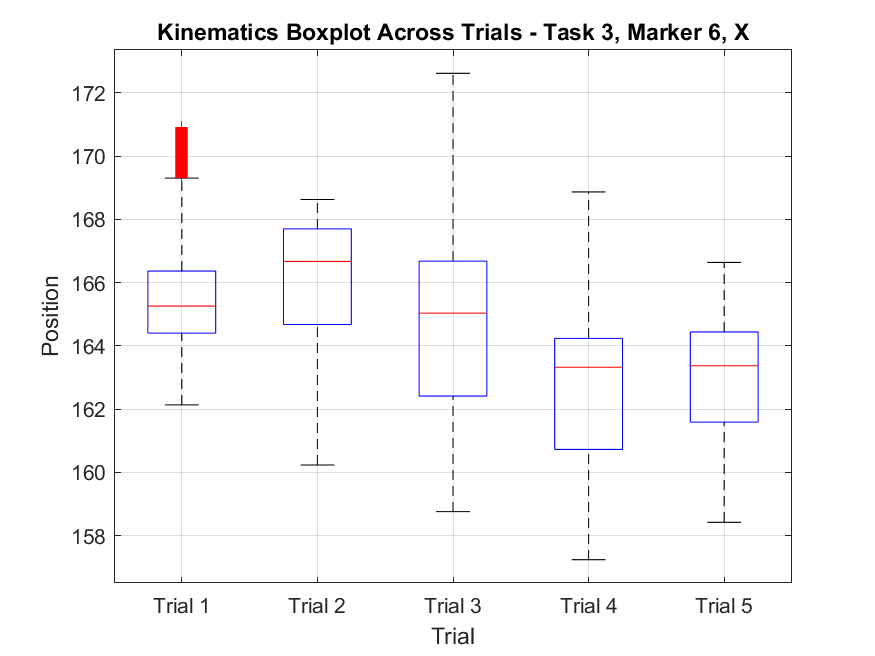 Kinematics Boxplot Across Trials - Task 3, Marker 6, X
172
170
168
166
164
162
160
158
Position
Trial 1 Trial 2 Trial 3 Trial 4 Trial 5
Trial